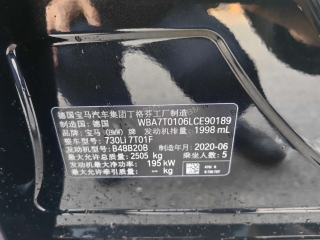 德国宝马汽车集团丁格芬工厂制造
制造国：德国 WBA7T0106LCE90189
品牌：宝马（BMW）牌 发动机排量：1998 mL
整车型号：730Li 7T01F
发动机型号：B48B20B 制造年月：2020-06
最大允许总质量：2505 kg 乘坐人数：5
发动机最大净功率：195 kW
最大允许牵引质量：-- kg